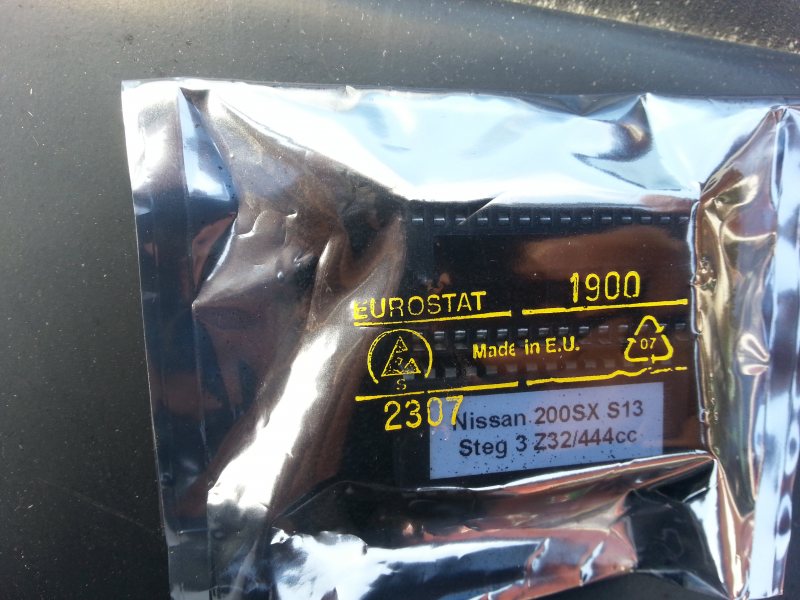 EUROSTAT 1900
Made in E.U. 07
S
2307
Nissan 200SX S13
Steg 3 Z32/444cc